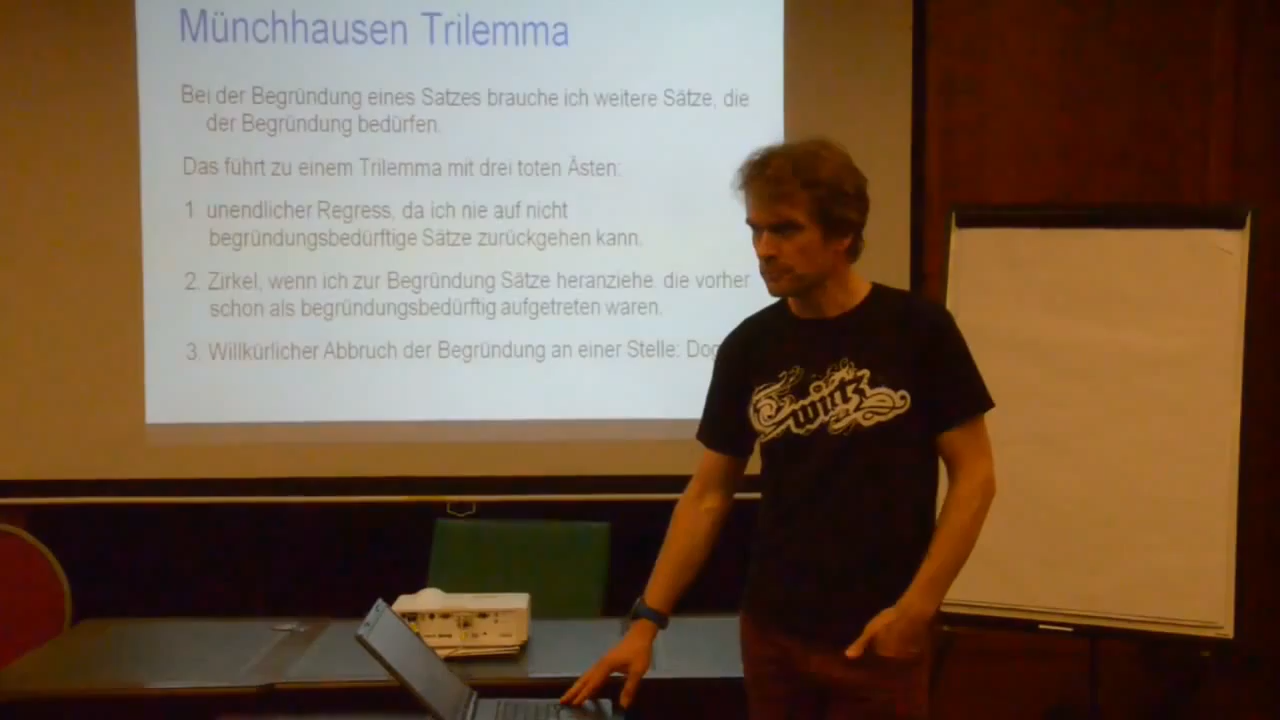 Münchhausen Trilemma
Bei der Begründung eines Satzes brauche ich weitere Sätze, die
der Begründung bedürfen.
Das führt zu einem Trilemma mit drei toten Ästen:
1 unendlicher Regress, da ich nie auf nicht
begründungsbedürftige Sätze zurückgehen kann.
2. Zirkel, wenn ich zur Begründung Sätze heranziehe, die vorher
schon als begründungsbedürftig aufgetreten waren.
3. Willkürlicher Abbruch der Begründung an einer Stelle: